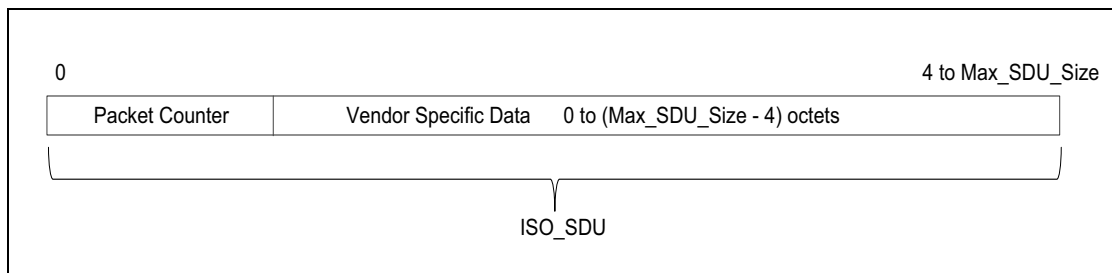 0 4 to Max_SDU_Size
Packet Counter Vendor Specific Data 0 to (Max_SDU_Size - 4) octets
ISO_SDU